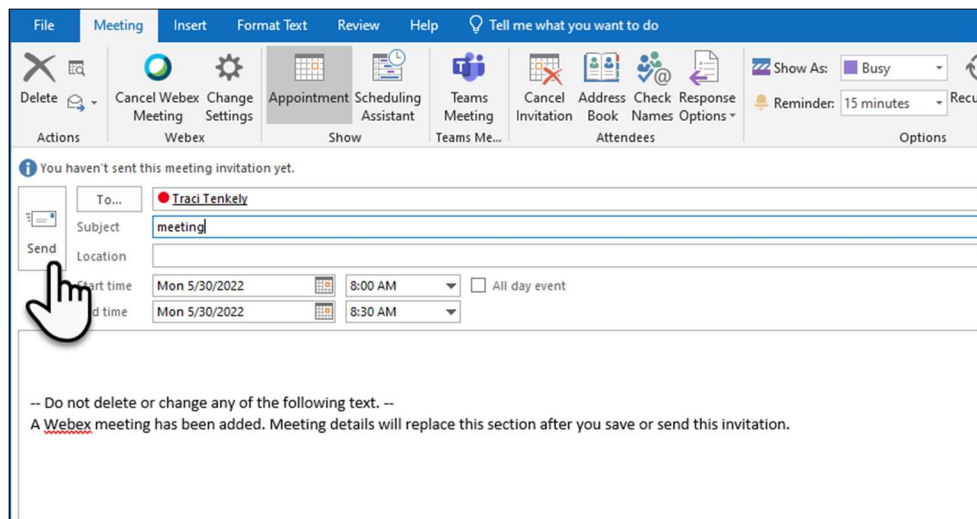 File Meeting Insert Format Text Review Help Tell me what you want to do
Delete
Cancel Webex Meeting
Change Settings
Appointment
Scheduling Assistant
Teams Meeting
Cancel Invitation
Address Book
Check Names
Response Options
Show As: Busy
Reminder: 15 minutes
Actions Webex Show Teams Me... Attendees Options
You haven't sent this meeting invitation yet.
Send
To... Traci Tenkely
Subject meeting
Location
Start time Mon 5/30/2022 8:00 AM All day event
time Mon 5/30/2022 8:30 AM
-- Do not delete or change any of the following text. --
A Webex meeting has been added. Meeting details will replace this section after you save or send this invitation.